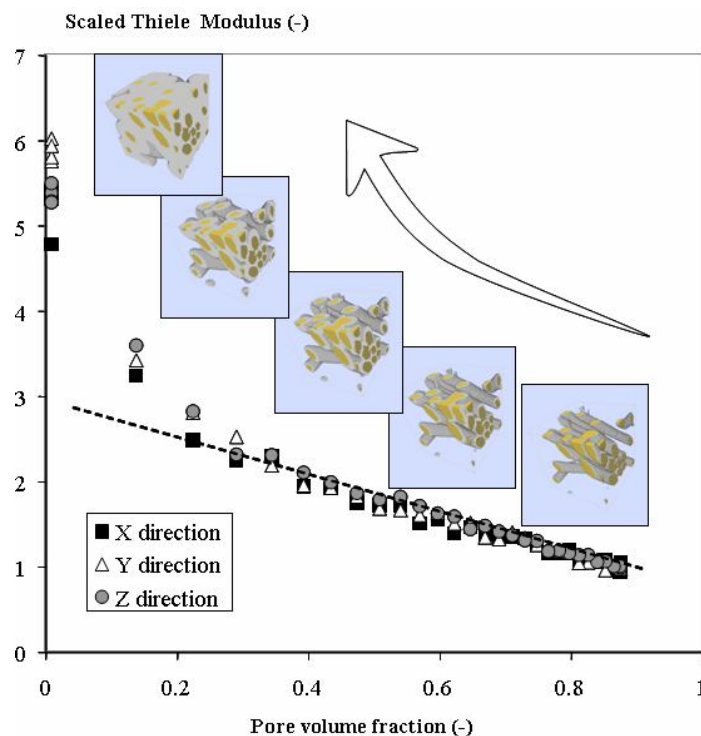 Scaled Thiele Modulus (-)
7
6
5
4
3
2
1
0
X direction
Y direction
Z direction
0 0.2 0.4 0.6 0.8 1
Pore volume fraction (-)